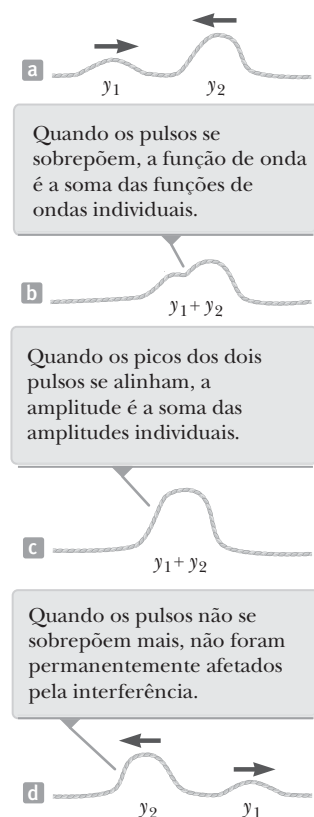 a
y1 y2
Quando os pulsos se
sobrepõem, a função de onda
é a soma das funções de
ondas individuais.
b
y1 + y2
Quando os picos dos dois
pulsos se alinham, a
amplitude é a soma das
amplitudes individuais.
c
y1 + y2
Quando os pulsos não se
sobrepõem mais, não foram
permanentemente afetados
pela interferência.
d
y2 y1